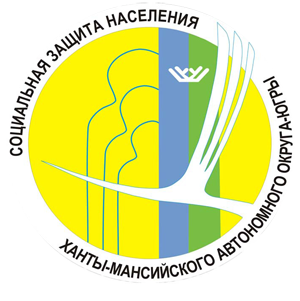 СОЦИАЛЬНАЯ ЗАЩИТА НАСЕЛЕНИЯ
ХАНТЫ-МАНСИЙСКОГО АВТОНОМНОГО ОКРУГА-ЮГРЫ